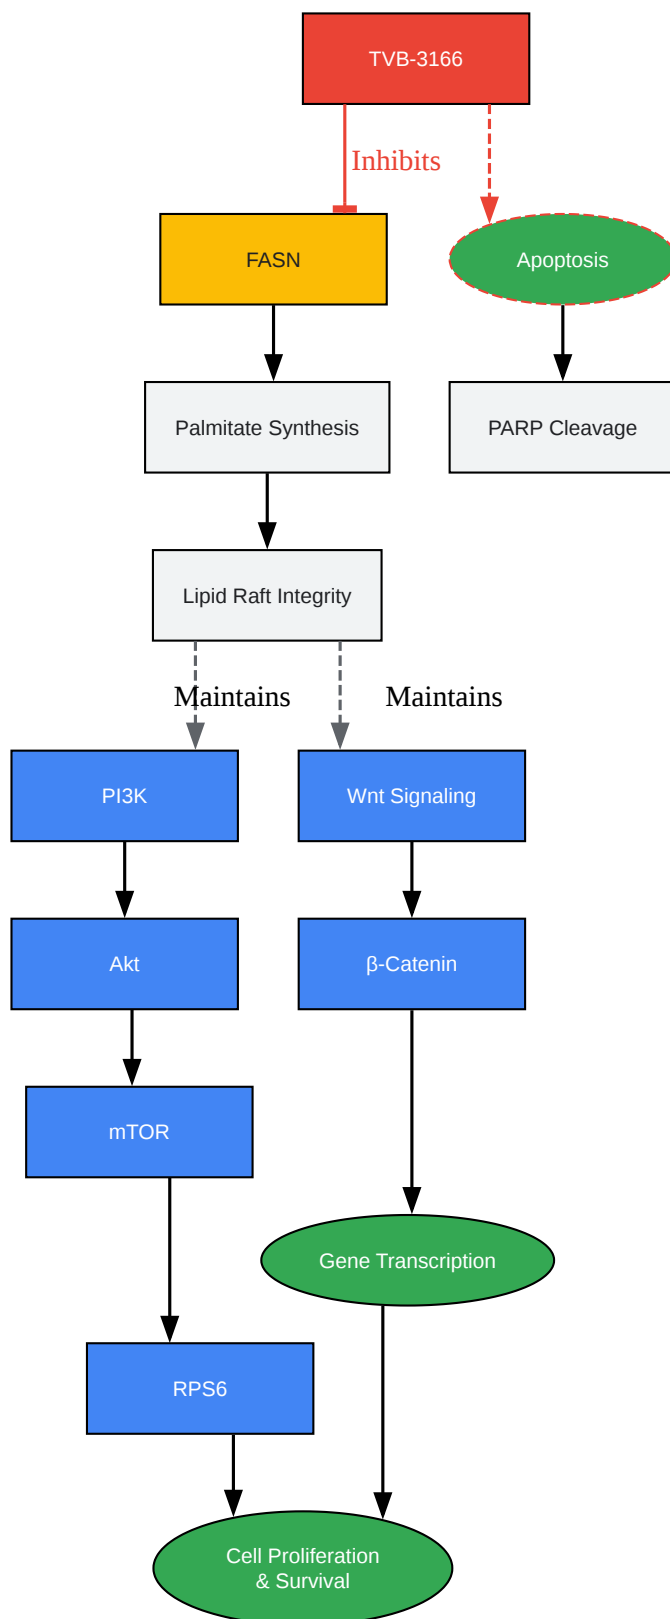 TVB-3166
Inhibits
FASN
Apoptosis
Palmitate Synthesis
PARP Cleavage
Lipid Raft Integrity
Maintains
Maintains
PI3K
Wnt Signaling
Akt
β-Catenin
mTOR
Gene Transcription
RPS6
Cell Proliferation
& Survival